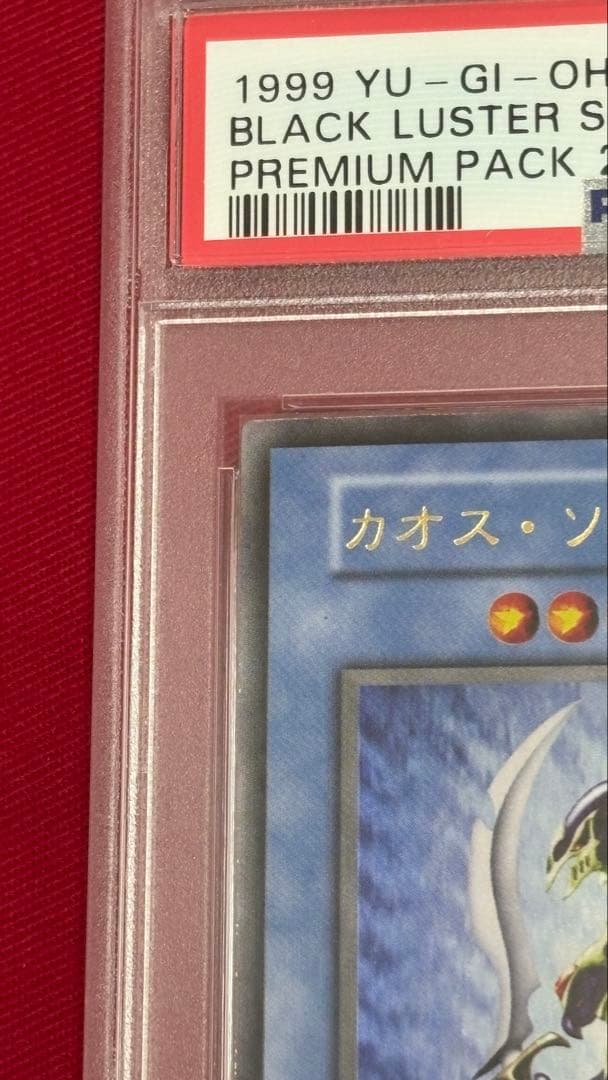 1999 YU-GI-OH
BLACK LUSTER S
PREMIUM PACK 2
カオス・ソ